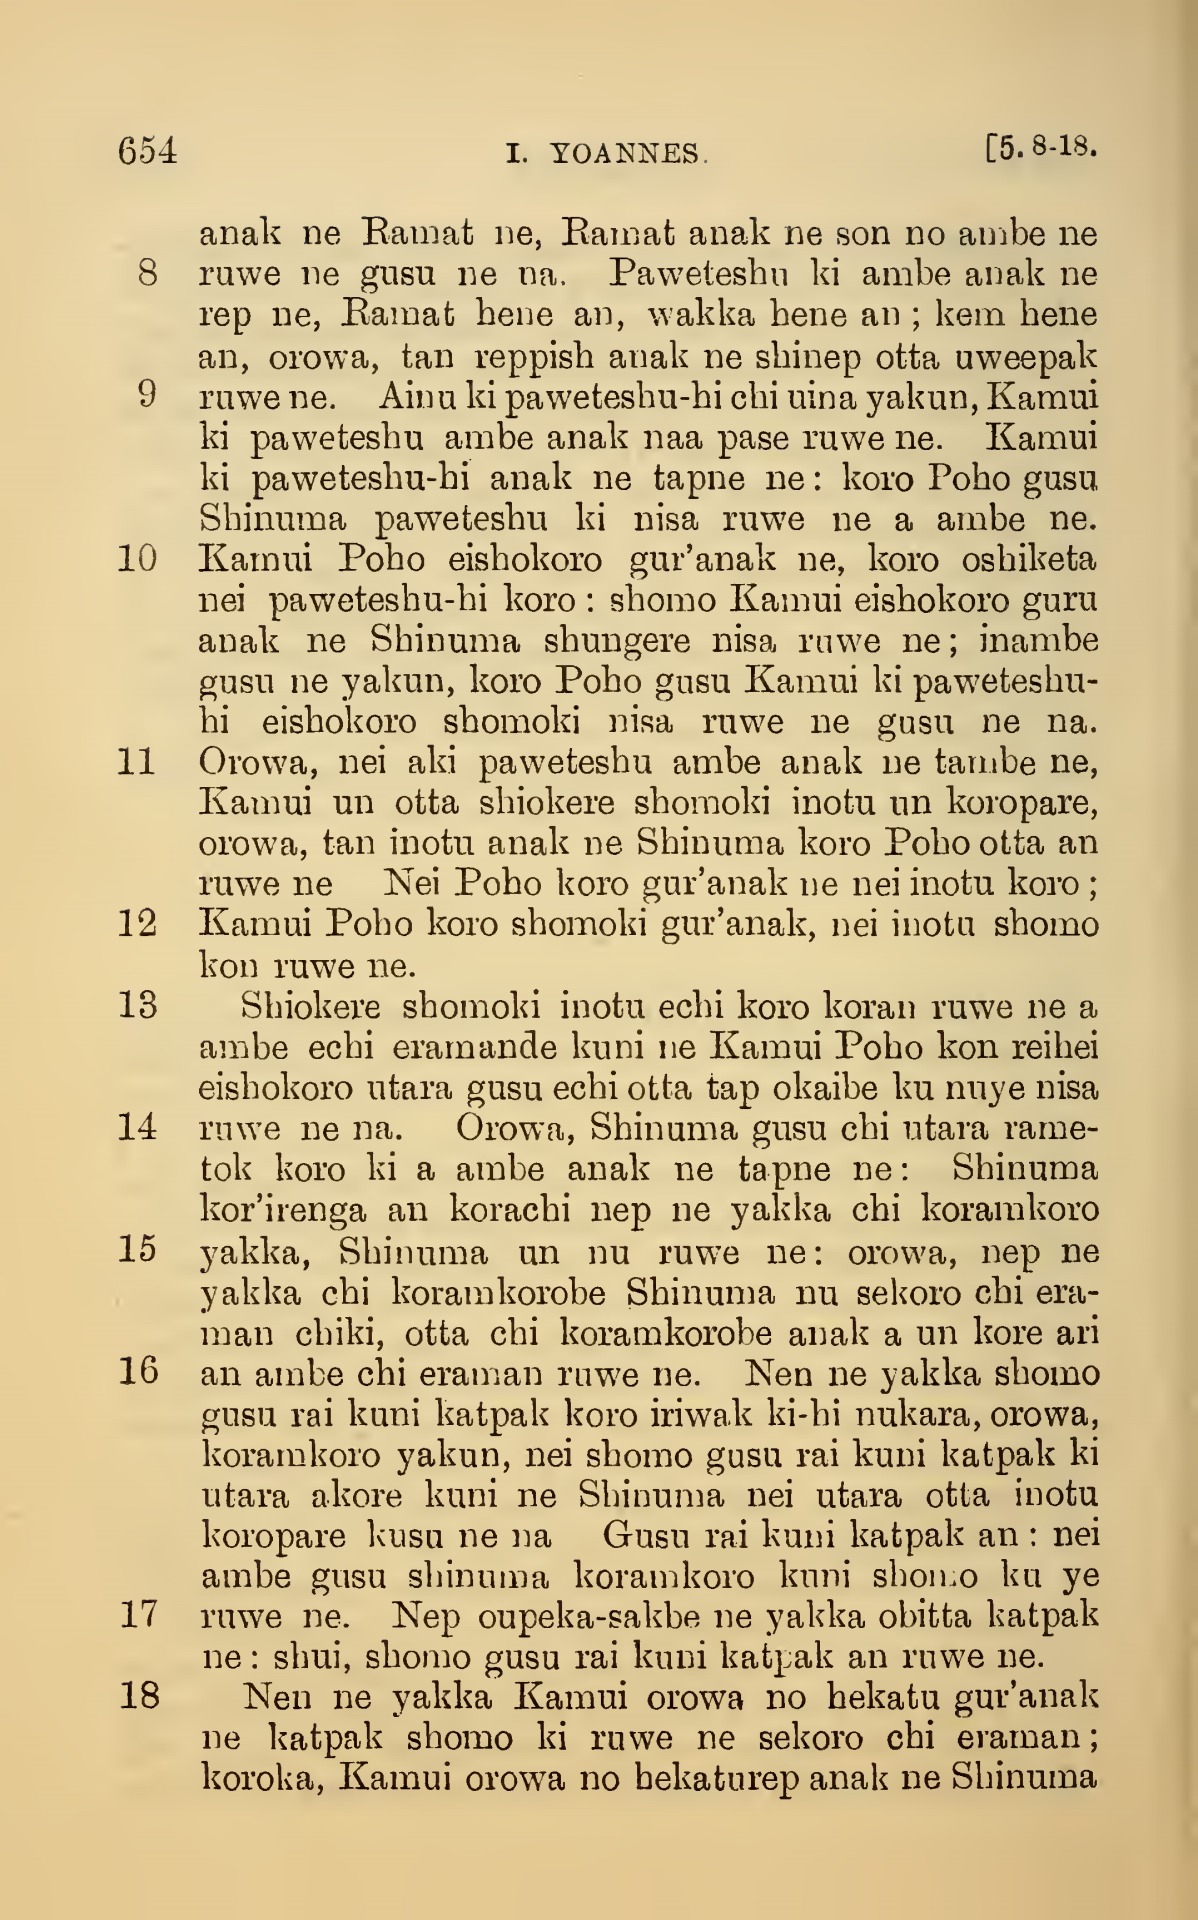 654 I. YOANNES. [5. 8-18.
anak ne Ramat ne, Ramat anak ne son no ambe ne
8 ruwe ne gusu ne na. Paweteshu ki ambe anak ne
rep ne, Ramat hene an, wakka hene an ; kem hene
an, orowa, tan reppish anak ne shinep otta uweepak
9 ruwe ne. Ainu ki paweteshu-hi chi uina yakun, Kamui
ki paweteshu ambe anak naa pase ruwe ne. Kamui
ki paweteshu-hi anak ne tapne ne : koro Poho gusu
Shinuma paweteshu ki nisa ruwe ne a ambe ne.
10 Kamui Poho eishokoro gur’anak ne, koro oshiketa
nei paweteshu-hi koro : shomo Kamui eishokoro guru
anak ne Shinuma shungere nisa ruwe ne ; inambe
gusu ne yakun, koro Poho gusu Kamui ki paweteshu-
hi eishokoro shomoki nisa ruwe ne gusu ne na.
11 Orowa, nei aki paweteshu ambe anak ne tambe ne,
Kamui un otta shiokere shomoki inotu un koropare,
orowa, tan inotu anak ne Shinuma koro Poho otta an
ruwe ne Nei Poho koro gur’anak ne nei inotu koro ;
12 Kamui Poho koro shomoki gur’anak, nei inotu shomo
kon ruwe ne.
13 Shiokere shomoki inotu echi koro koran ruwe ne a
ambe echi eramande kuni ne Kamui Poho kon reihei
eishokoro utara gusu echi otta tap okaibe ku nuye nisa
14 ruwe ne na. Orowa, Shinuma gusu chi utara rame-
tok koro ki a ambe anak ne tapne ne : Shinuma
kor’irenga an korachi nep ne yakka chi koramkoro
15 yakka, Shinuma un nu ruwe ne : orowa, nep ne
yakka chi koramkorobe Shinuma nu sekoro chi era-
man chiki, otta chi koramkorobe anak a un kore ari
16 an ambe chi eraman ruwe ne. Nen ne yakka shomo
gusu rai kuni katpak koro iriwak ki-hi nukara, orowa,
koramkoro yakun, nei shomo gusu rai kuni katpak ki
utara akore kuni ne Shinuma nei utara otta inotu
koropare kusu ne na Gusu rai kuni katpak an : nei
ambe gusu shinuma koramkoro kuni shomo ku ye
17 ruwe ne. Nep oupeka-sakbe ne yakka obitta katpak
ne : shui, shomo gusu rai kuni katpak an ruwe ne.
18 Nen ne yakka Kamui orowa no hekatu gur’anak
ne katpak shomo ki ruwe ne sekoro chi eraman ;
koroka, Kamui orowa no hekaturep anak ne Shinuma